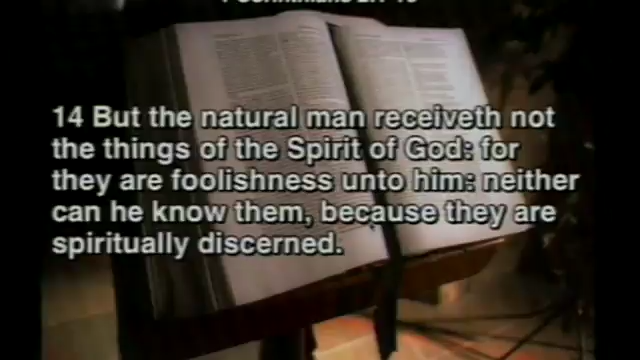 14 But the natural man receiveth not
the things of the Spirit of God: for
they are foolishness unto him: neither
can he know them, because they are
spiritually discerned.